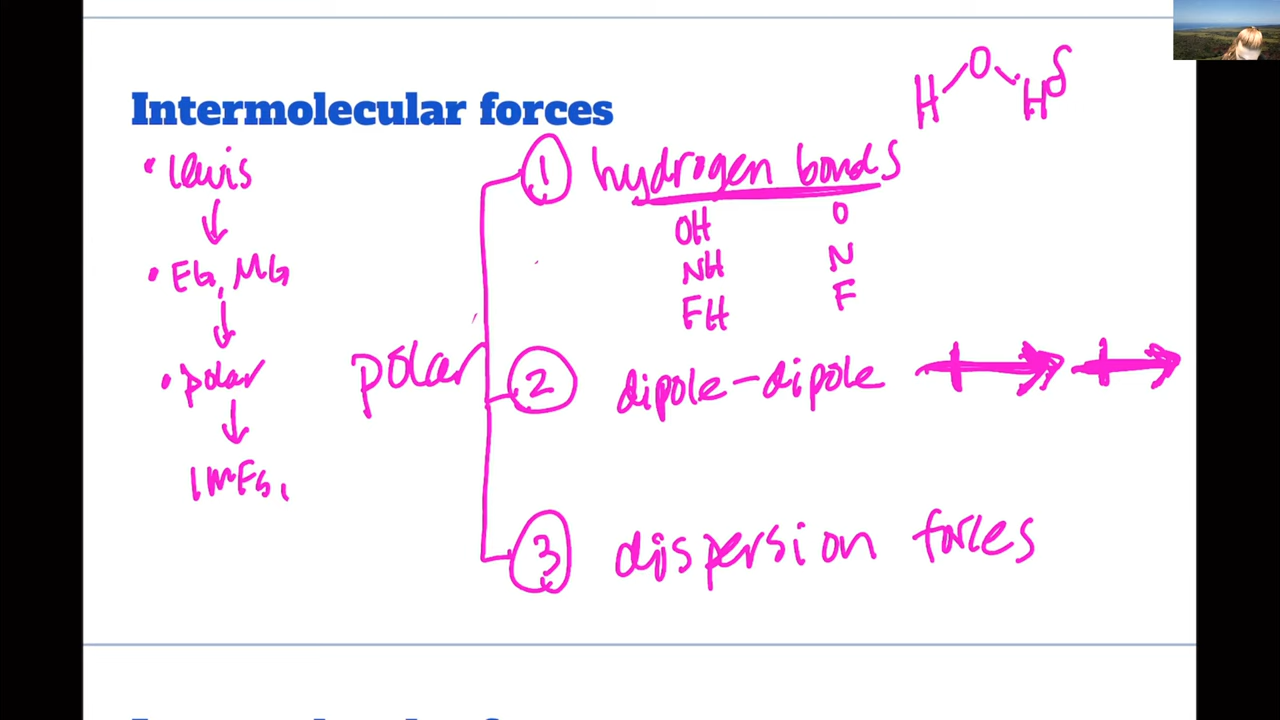 Intermolecular forces
• lewis
• EG, MG
• polar
IMFs,
polar
1 hydrogen bonds
OH O
NH N
FH F
2 dipole-dipole
3 dispersion forces
H O H δ